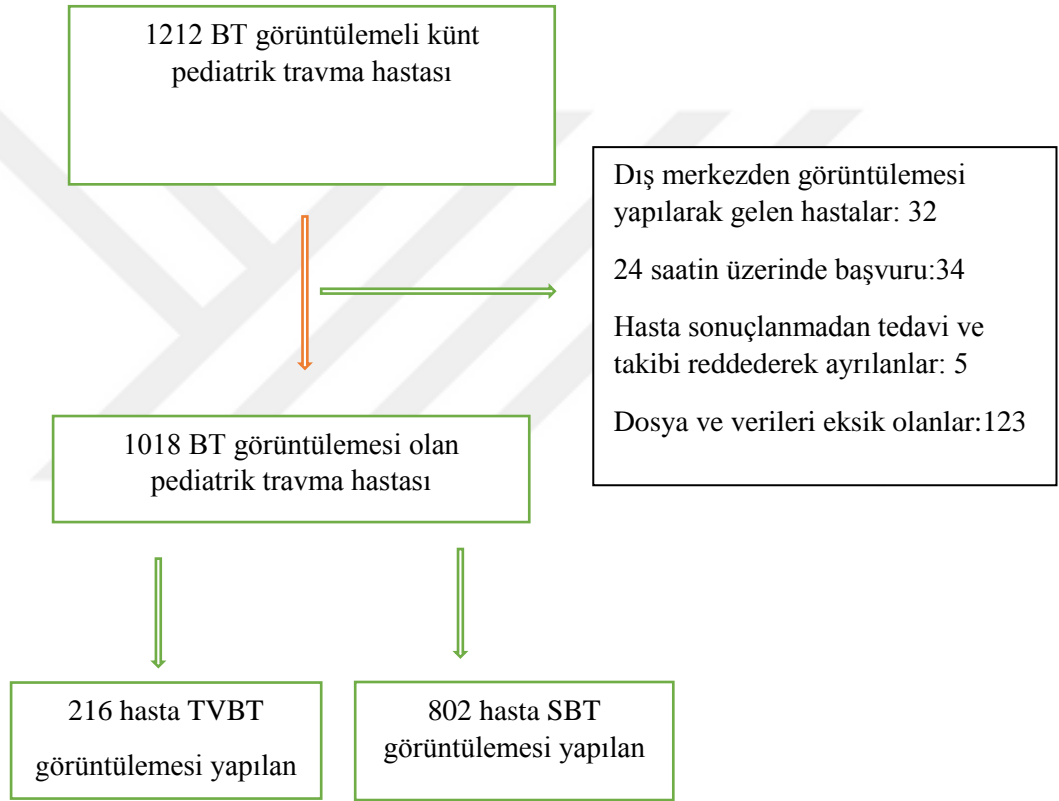 1212 BT görüntülemeli künt
pediatrik travma hastası
Dış merkezden görüntülemesi
yapılarak gelen hastalar: 32
24 saatin üzerinde başvuru:34
Hasta sonuçlanmadan tedavi ve
takibi reddederek ayrılanlar: 5
Dosya ve verileri eksik olanlar:123
1018 BT görüntülemesi olan
pediatrik travma hastası
216 hasta TVBT
görüntülemesi yapılan
802 hasta SBT
görüntülemesi yapılan